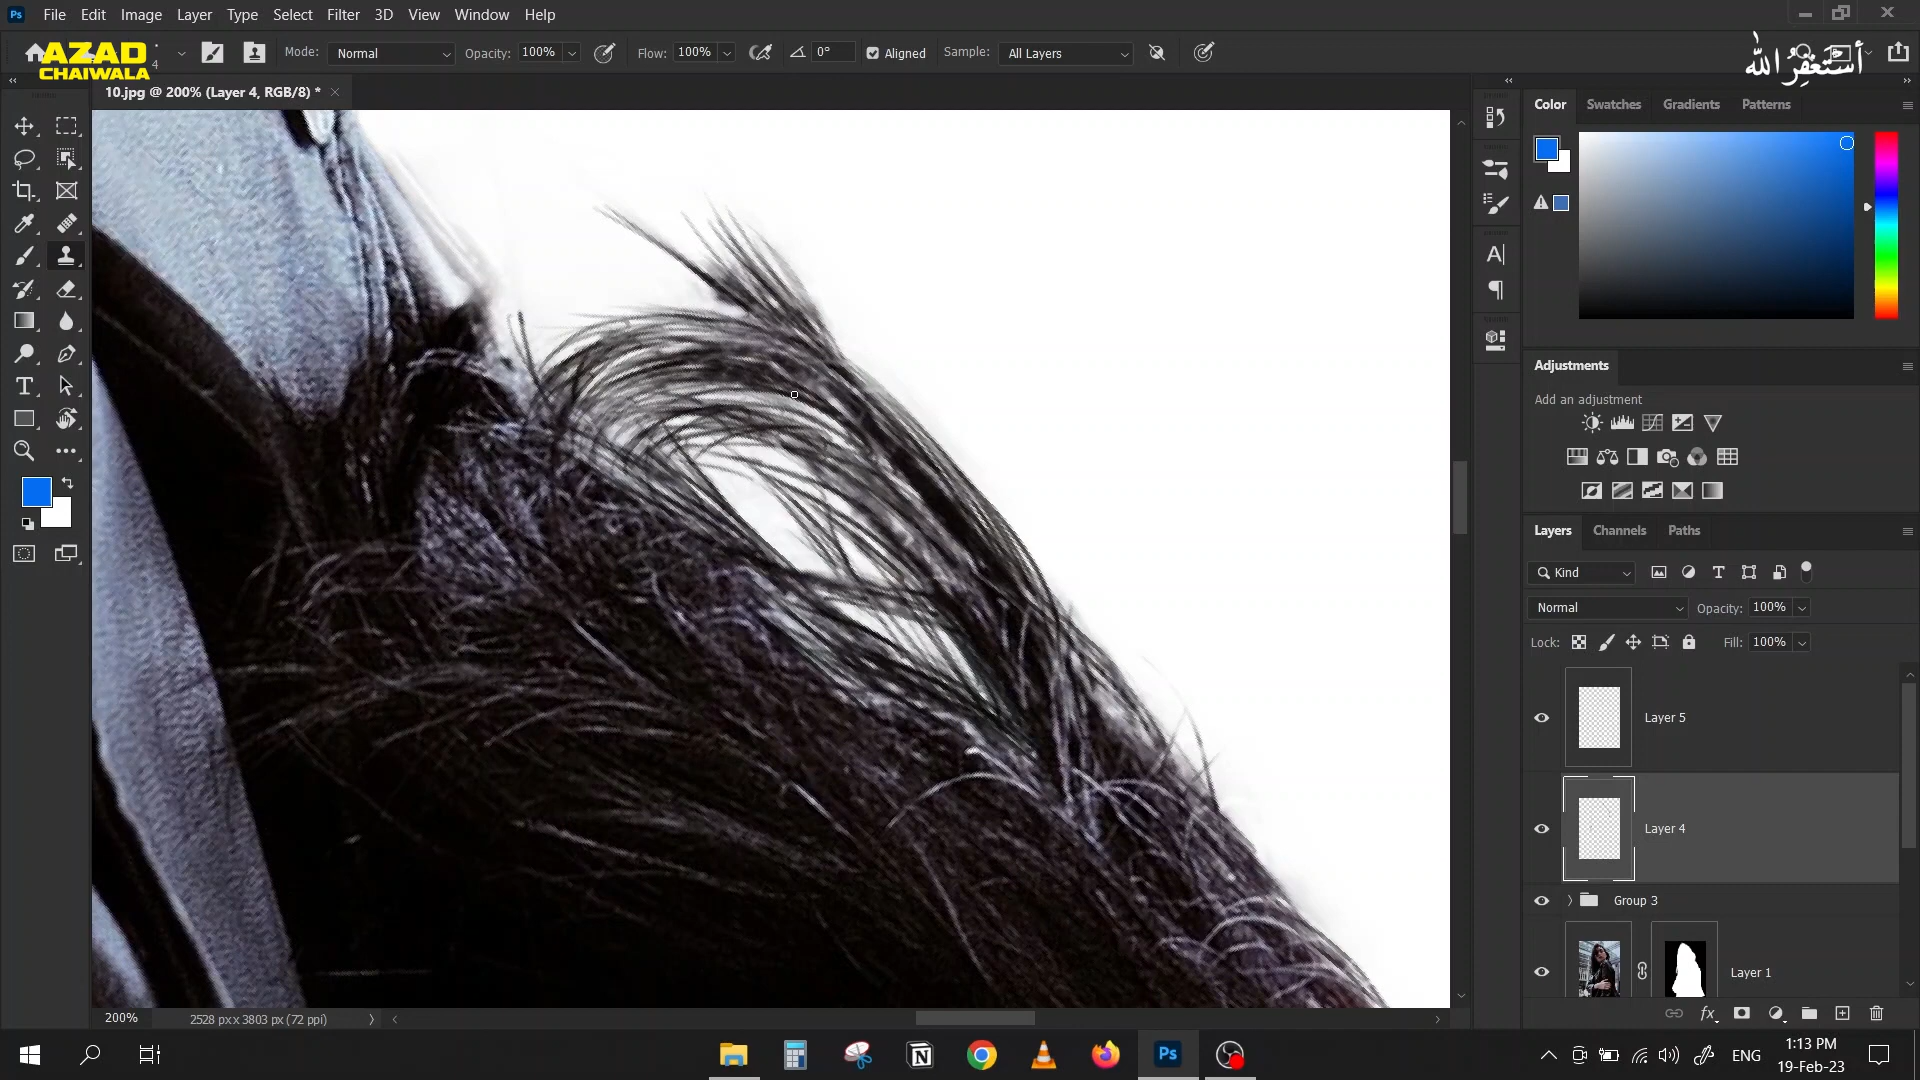 File Edit Image Layer Type Select Filter 3D View Window Help
AZAD
CHAIWALA
4
Mode: Normal Opacity: 100% Flow: 100% 0° Aligned Sample: All Layers
أستغفِرُ اللّٰه
10.jpg @ 200% (Layer 4, RGB/8) *
Color Swatches Gradients Patterns
Adjustments
Add an adjustment
Layers Channels Paths
Kind
Normal Opacity: 100%
Lock: Fill: 100%
Layer 5
Layer 4
Group 3
Layer 1
200% 2528 px x 3803 px (72 ppi)
ENG
1:13 PM
19-Feb-23